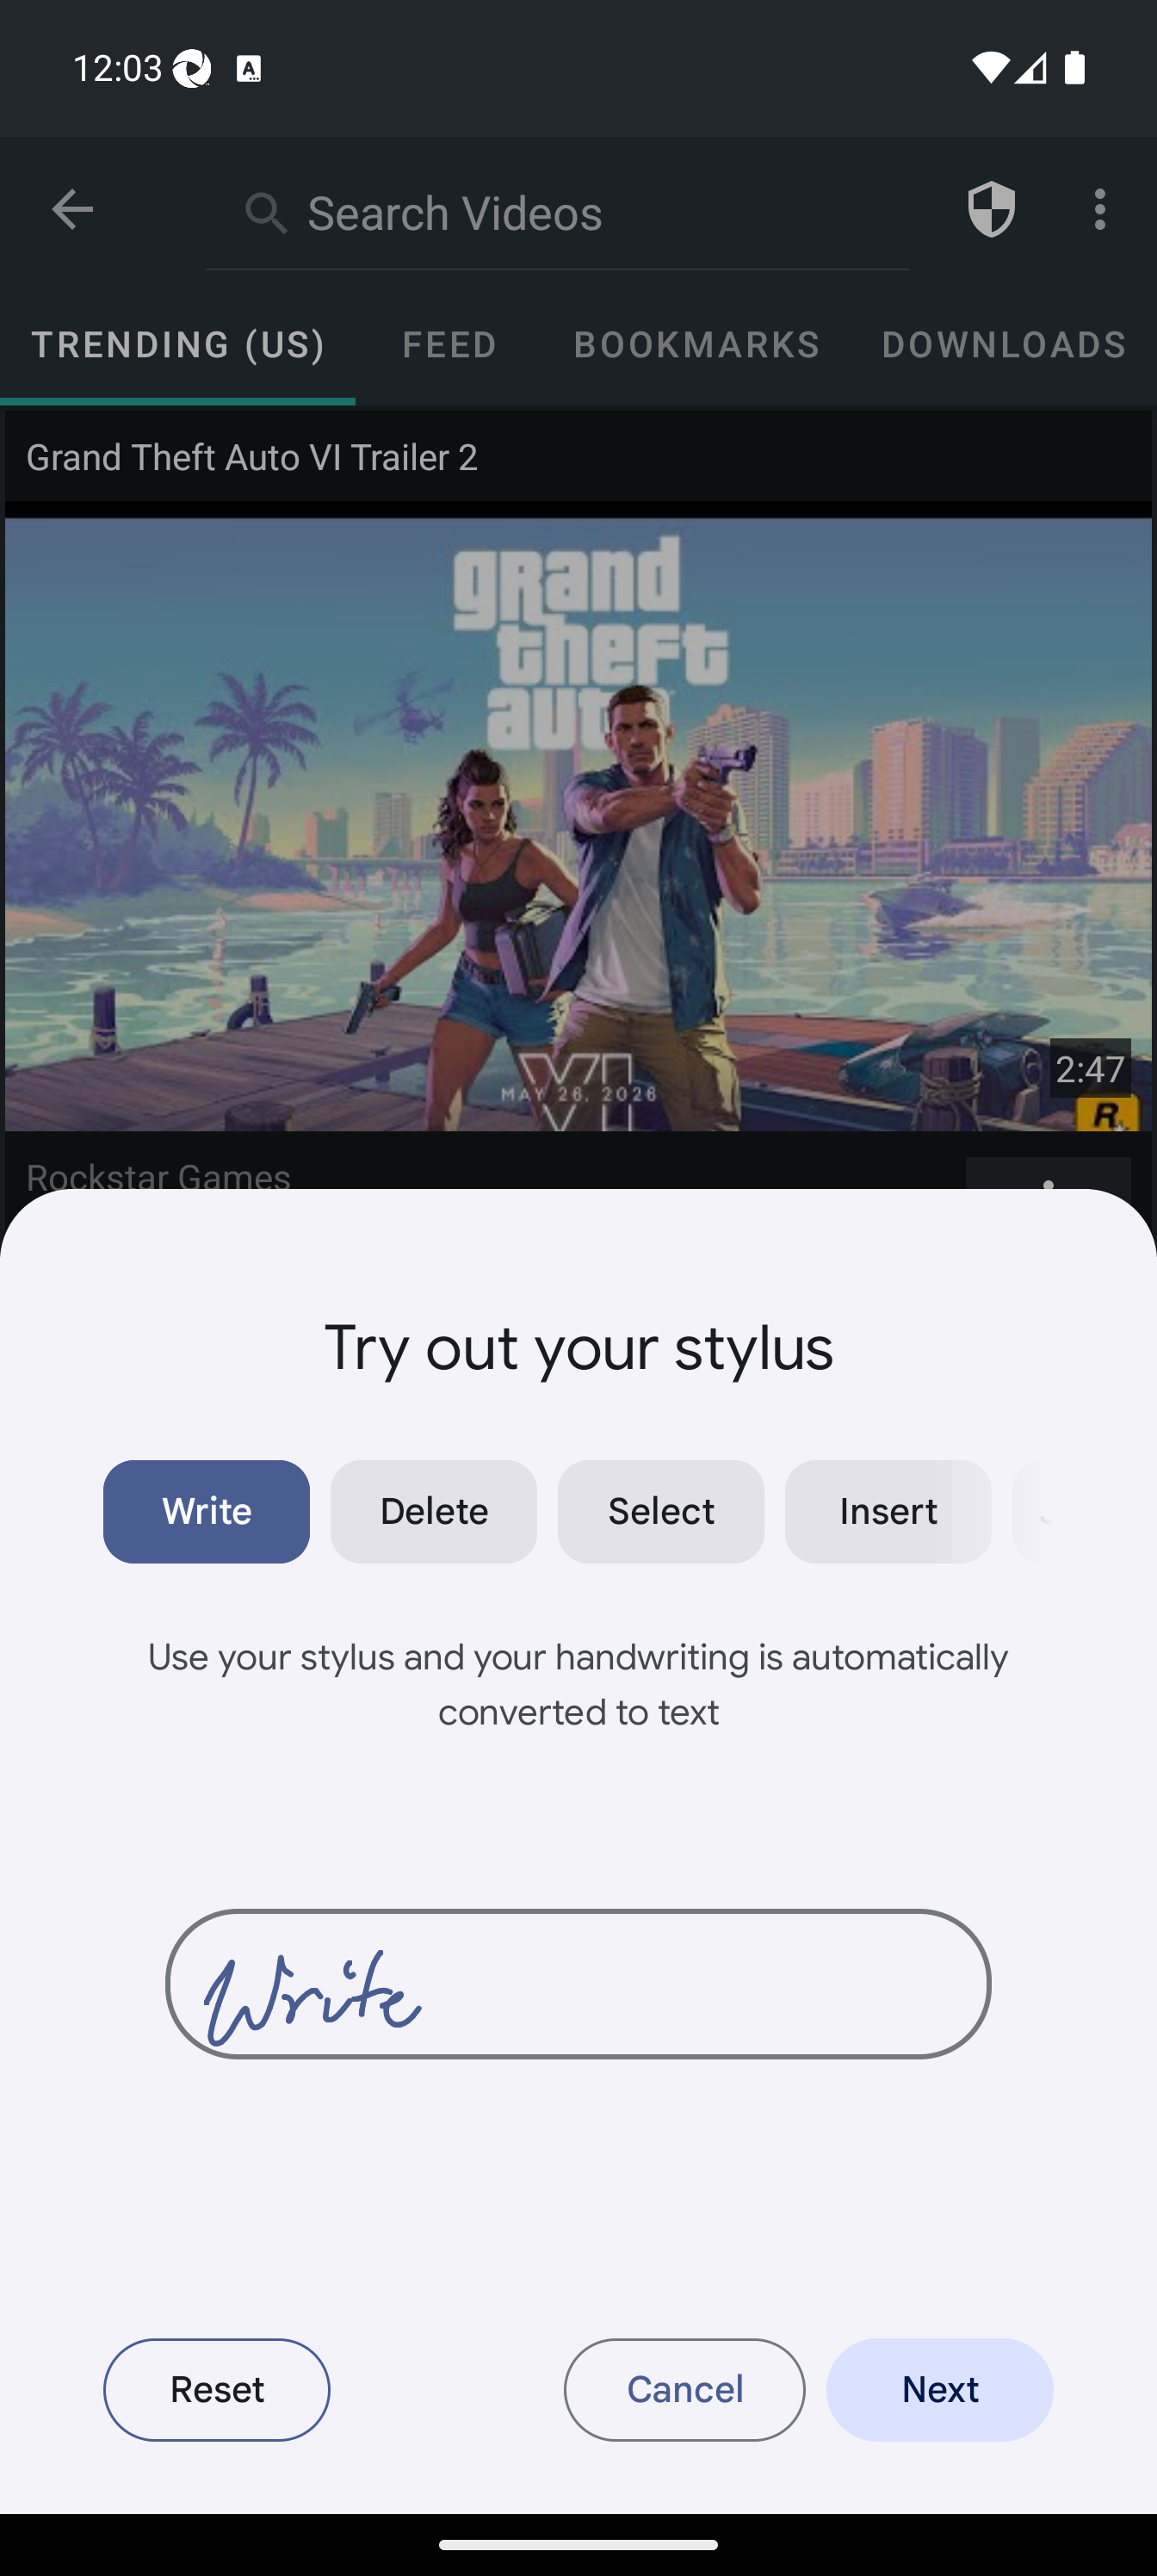 12:03
Search Videos
TRENDING (US) FEED BOOKMARKS DOWNLOADS
Grand Theft Auto VI Trailer 2
grand
theft
auto
VI
MAY 26, 2026
2:47
R
Rockstar Games
Try out your stylus
Write Delete Select Insert
Use your stylus and your handwriting is automatically
converted to text
Write
Reset Cancel Next